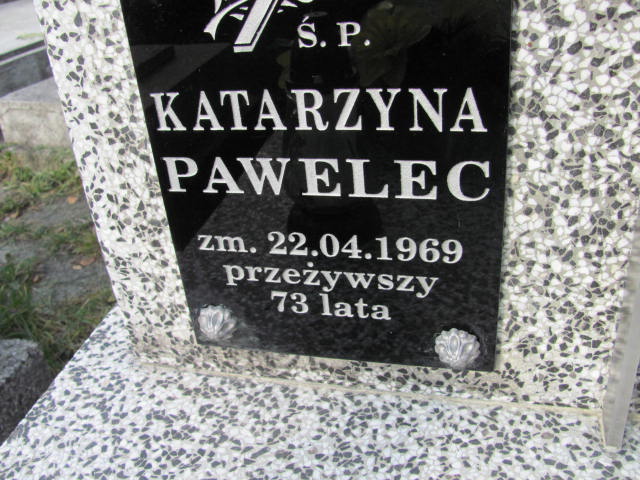 Ś. P.
KATARZYNA
PAWELEC
zm. 22.04.1969
przeżywszy
73 lata